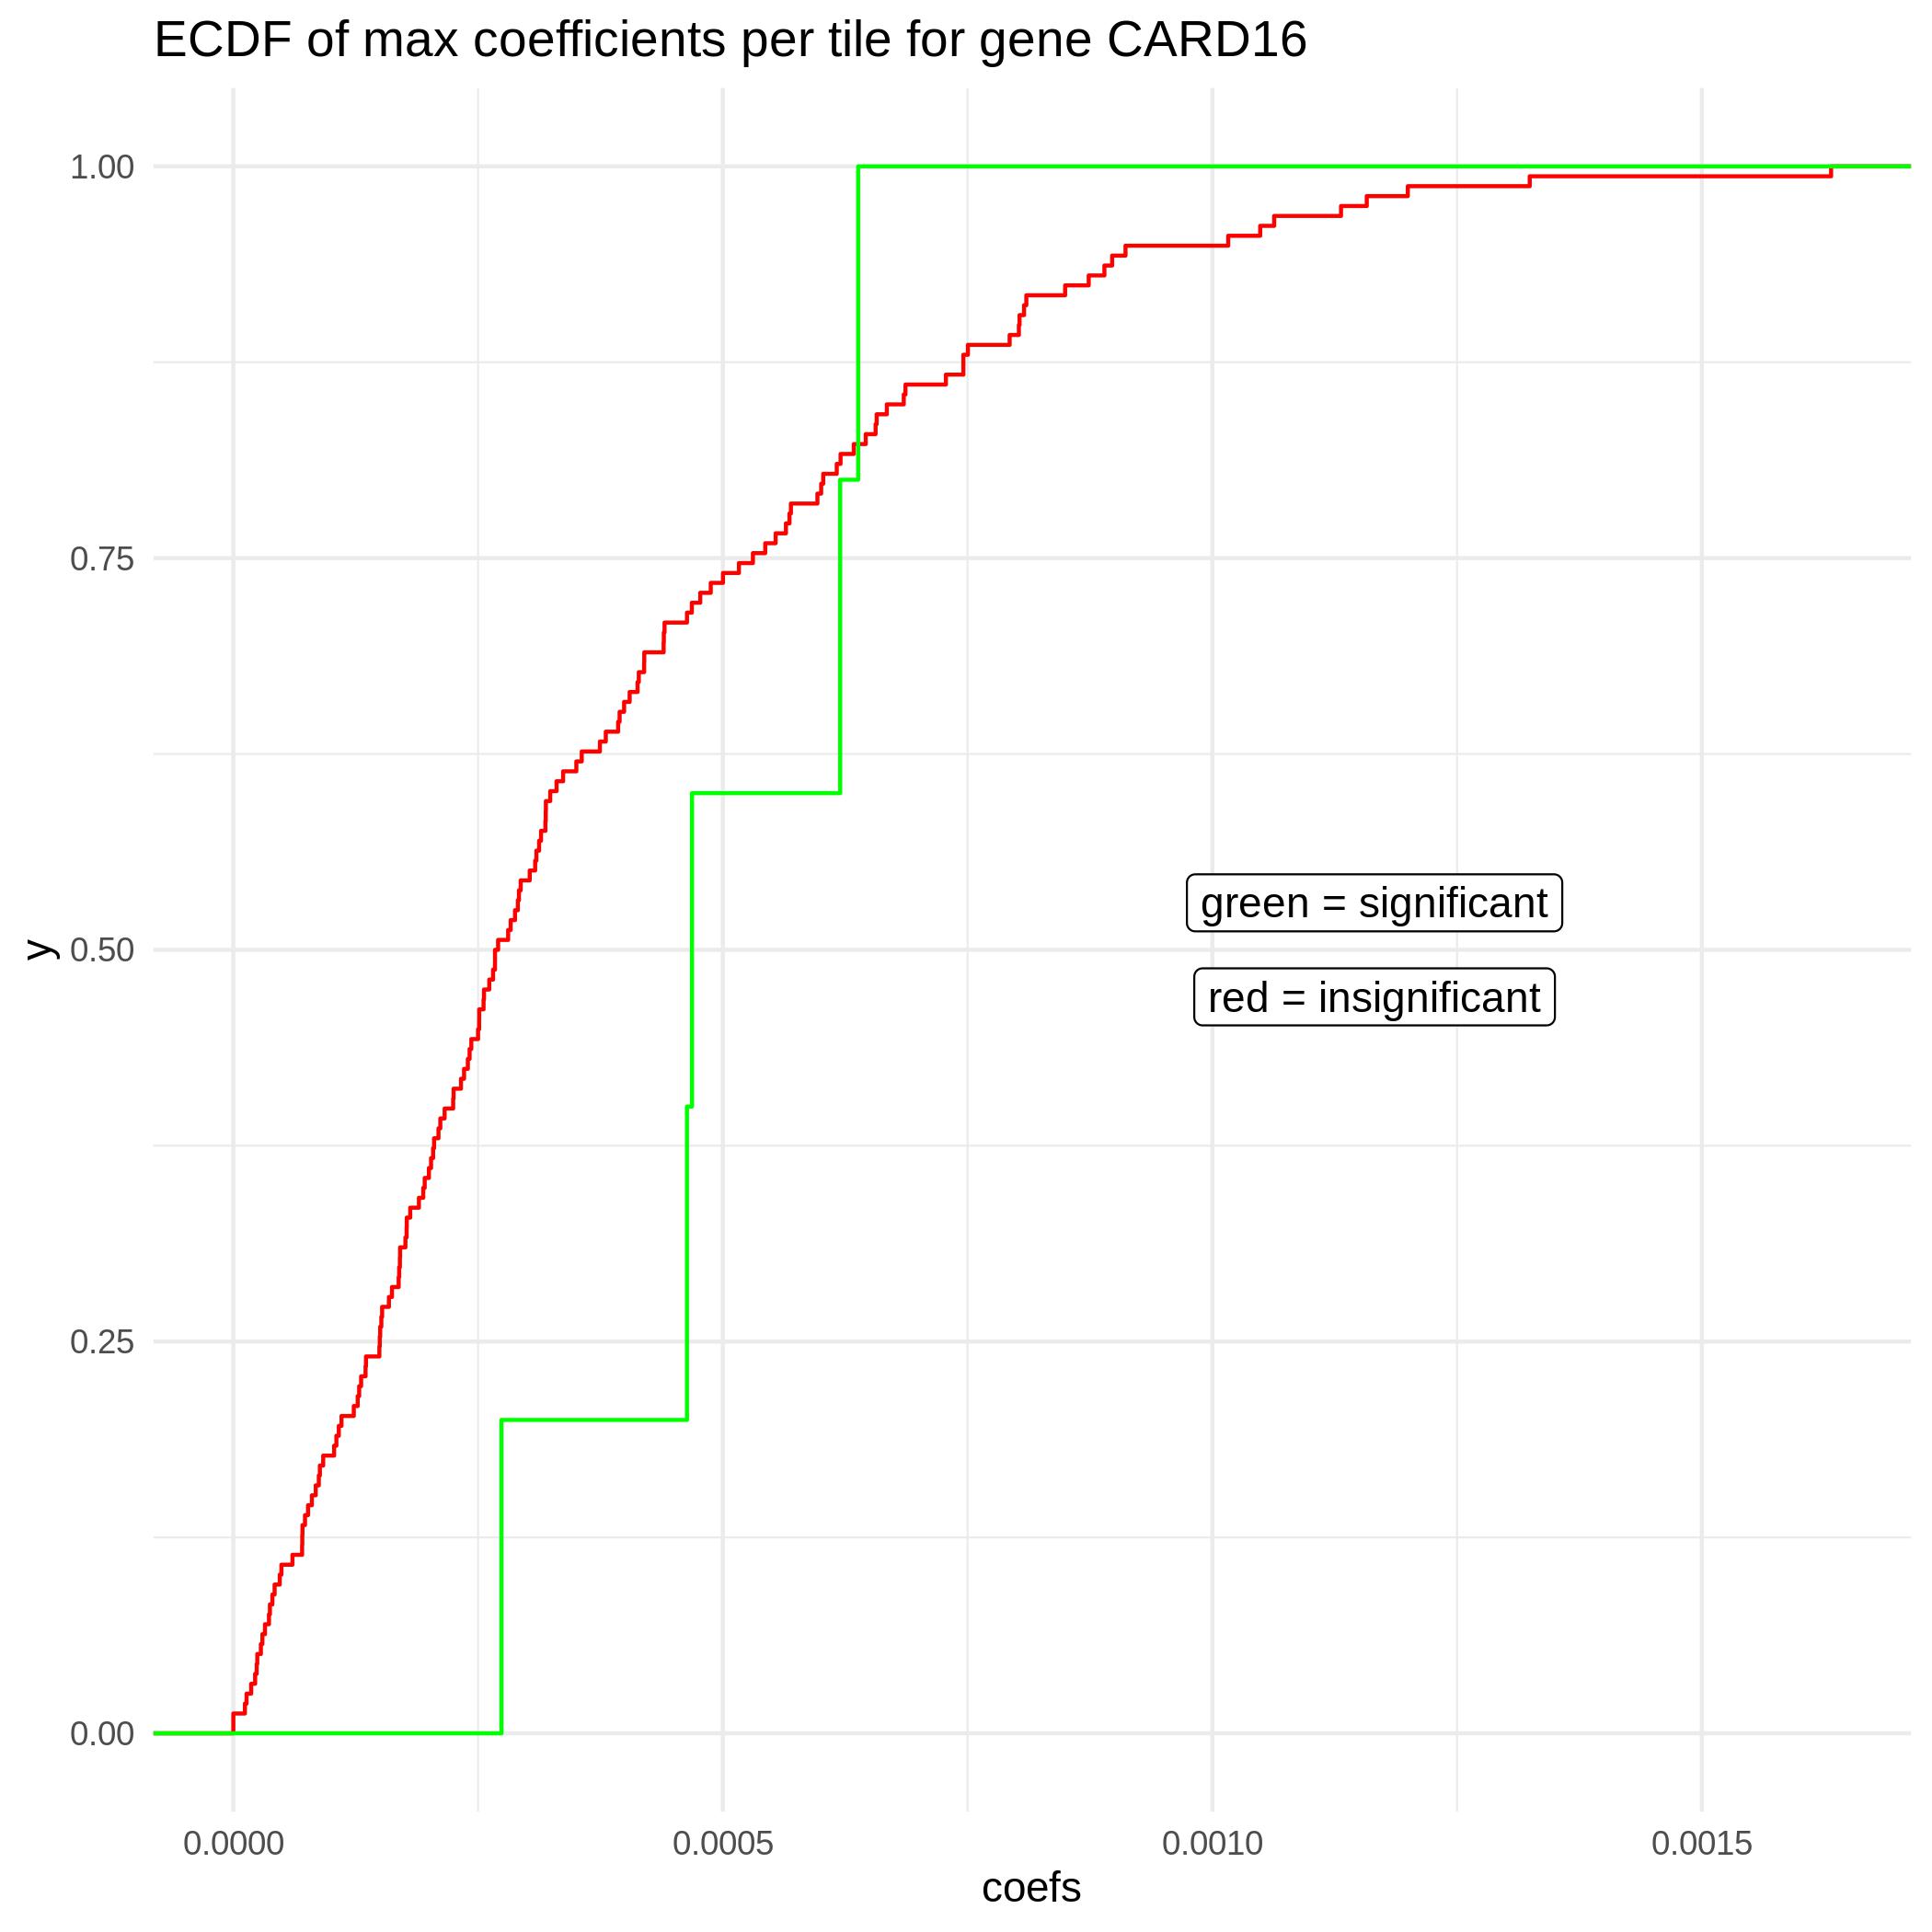 ECDF of max coefficients per tile for gene CARD16
1.00
0.75
0.50
0.25
0.00
y
green = significant
red = insignificant
0.0000
0.0005
0.0010
0.0015
coefs